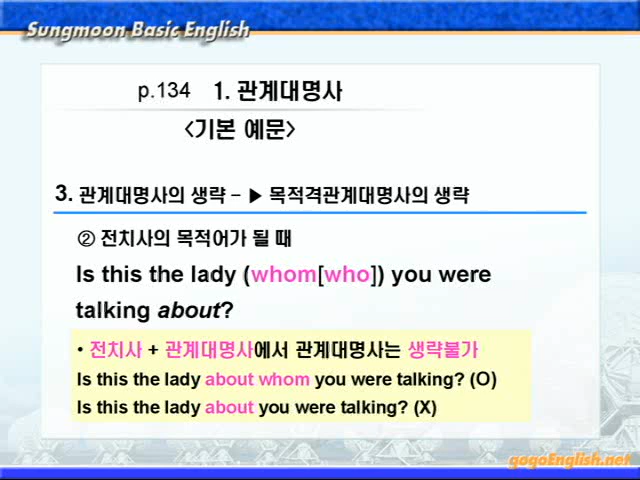 Sungmoon Basic English
p.134 1. 관계대명사
<기본 예문>
3. 관계대명사의 생략 – ▶ 목적격관계대명사의 생략
② 전치사의 목적어가 될 때
Is this the lady (whom[who]) you were
talking about?
• 전치사 + 관계대명사에서 관계대명사는 생략불가
Is this the lady about whom you were talking? (O)
Is this the lady about you were talking? (X)
gogoEnglish.net